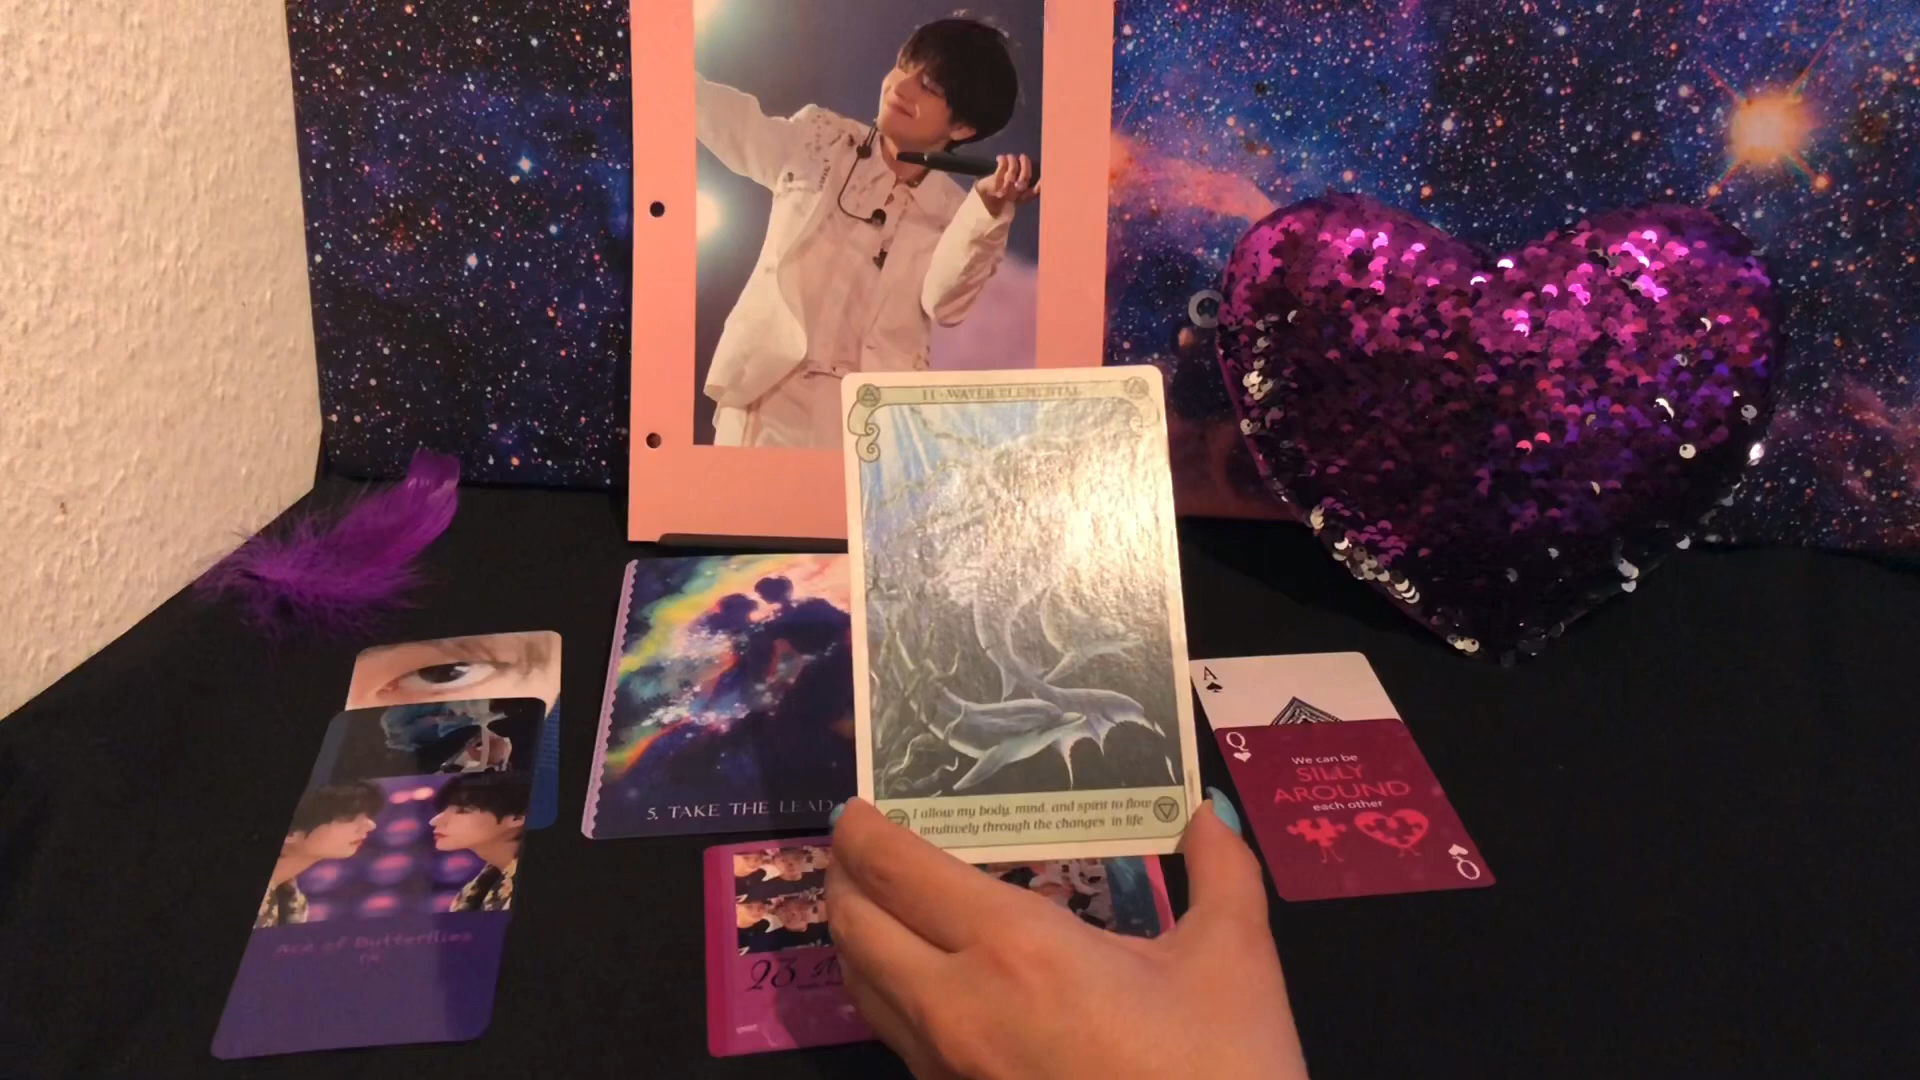 11 · WATER ELEMENTAL
I allow my body, mind, and spirit to flow
intuitively through the changes in life
5. TAKE THE LEAD
A
Q
We can be
SILLY
AROUND
each other
Q
Ace of Butterflies
23